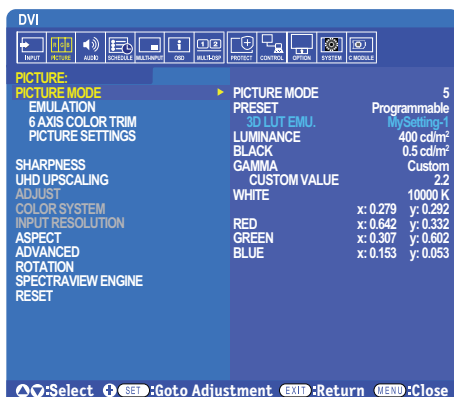 DVI
INPUT PICTURE AUDIO SCHEDULE MULTI-INPUT OSD MULTI-DSP PROTECT CONTROL OPTION SYSTEM C MODULE
PICTURE:
PICTURE MODE
EMULATION
6 AXIS COLOR TRIM
PICTURE SETTINGS
SHARPNESS
UHD UPSCALING
ADJUST
COLOR SYSTEM
INPUT RESOLUTION
ASPECT
ADVANCED
ROTATION
SPECTRAVIEW ENGINE
RESET
PICTURE MODE 5
PRESET Programmable
3D LUT EMU. MySetting-1
LUMINANCE 400 cd/m²
BLACK 0.5 cd/m²
GAMMA Custom
CUSTOM VALUE 2.2
WHITE 10000 K
x: 0.279 y: 0.292
RED x: 0.642 y: 0.332
GREEN x: 0.307 y: 0.602
BLUE x: 0.153 y: 0.053
:Select SET:Goto Adjustment EXIT:Return MENU:Close